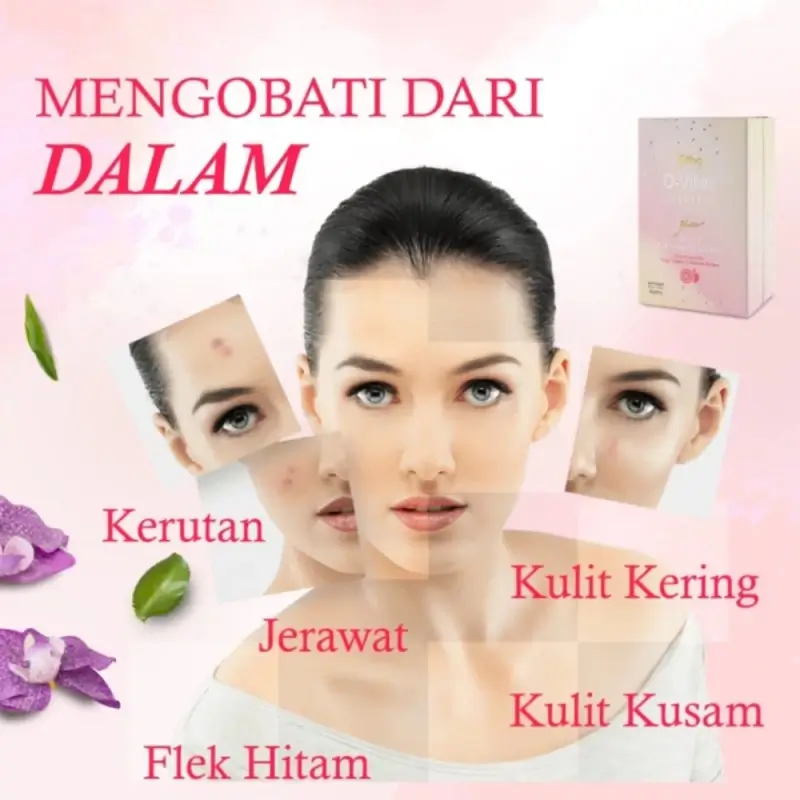 MENGOBATI DARI
DALAM
Kerutan
Kulit Kering
Jerawat
Kulit Kusam
Flek Hitam